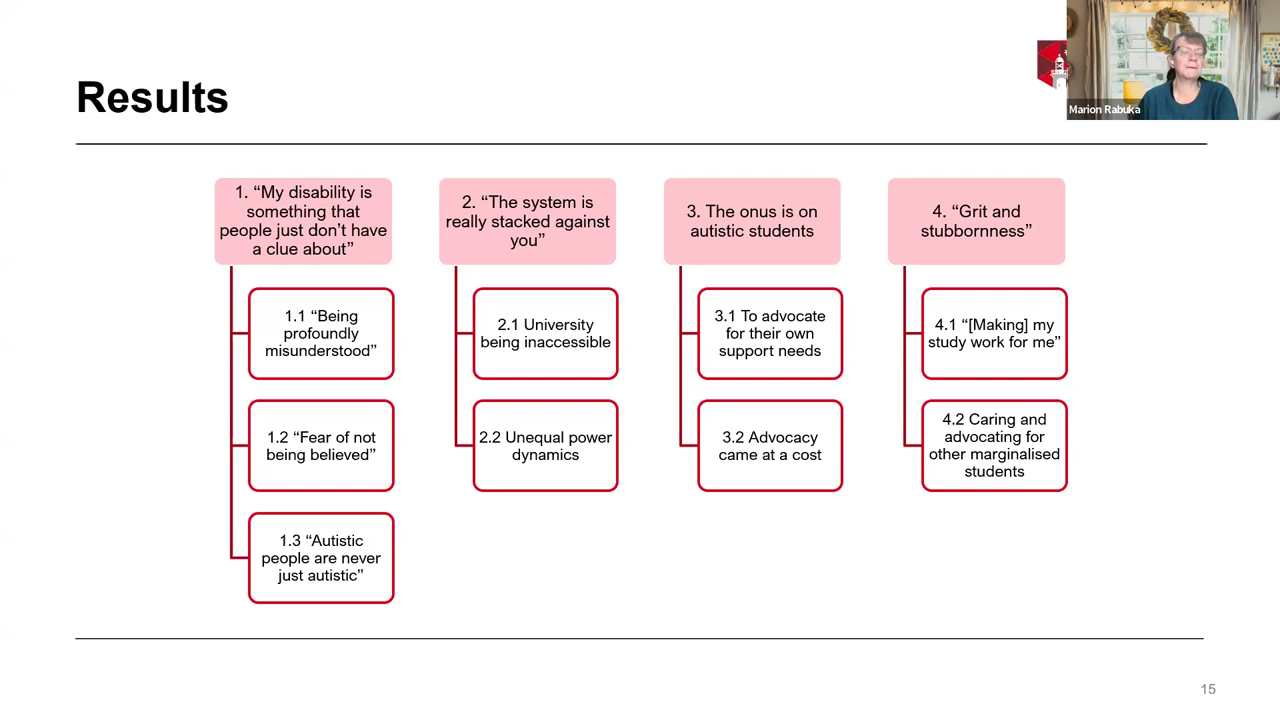 Marion Rabuka
Results
1. “My disability is
something that
people just don’t have
a clue about”
1.1 “Being
profoundly
misunderstood”
1.2 “Fear of not
being believed”
1.3 “Autistic
people are never
just autistic”
2. “The system is
really stacked against
you”
2.1 University
being inaccessible
2.2 Unequal power
dynamics
3. The onus is on
autistic students
3.1 To advocate
for their own
support needs
3.2 Advocacy
came at a cost
4. “Grit and
stubbornness”
4.1 “[Making] my
study work for me”
4.2 Caring and
advocating for
other marginalised
students
15